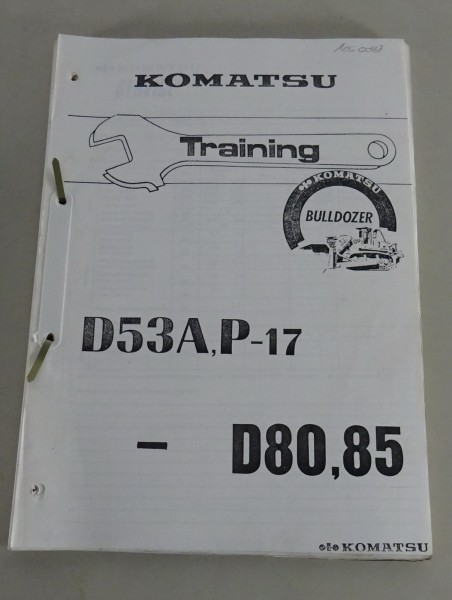 KOMATSU
Training
KOMATSU
BULLDOZER
D53A,P-17
- D80,85
KOMATSU